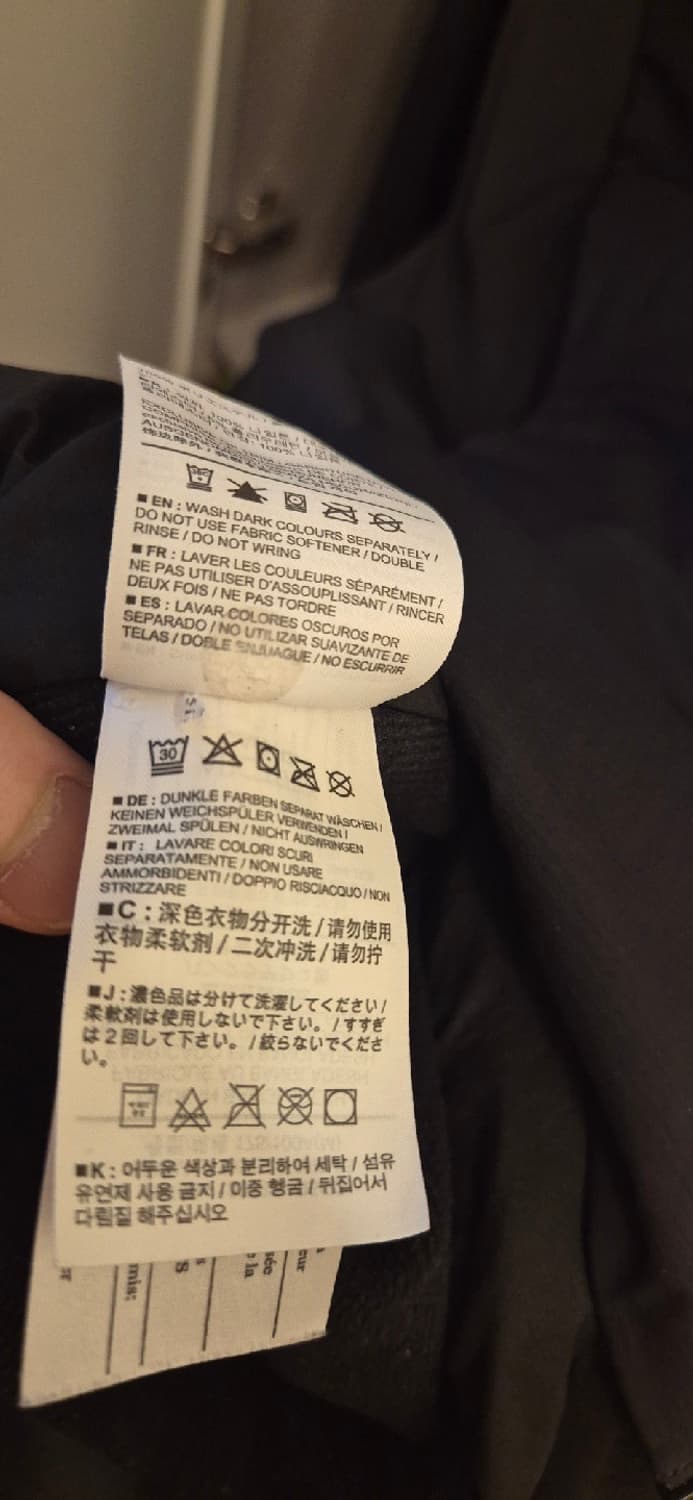 ■ EN : WASH DARK COLOURS SEPARATELY /
DO NOT USE FABRIC SOFTENER / DOUBLE
RINSE / DO NOT WRING
■ FR : LAVER LES COULEURS SÉPARÉMENT /
NE PAS UTILISER D'ASSOUPLISSANT / RINCER
DEUX FOIS / NE PAS TORDRE
■ ES : LAVAR COLORES OSCUROS POR
SEPARADO / NO UTILIZAR SUAVIZANTE DE
TELAS / DOBLE ENJUAGUE / NO ESCURRIR
30
■ DE : DUNKLE FARBEN SEPARAT WASCHEN /
KEINEN WEICHSPÜLER VERWENDEN /
ZWEIMAL SPÜLEN / NICHT AUSWRINGEN
■ IT : LAVARE COLORI SCURI
SEPARATAMENTE / NON USARE
AMMORBIDENTI / DOPPIO RISCIACQUO / NON
STRIZZARE
■C : 深色衣物分开洗 / 请勿使用
衣物柔软剂 / 二次冲洗 / 请勿拧
干
■J : 濃色品は分けて洗濯してください /
柔軟剤は使用しないで下さい。/ すすぎ
は2回して下さい。/ 絞らないでくださ
い。
■K : 어두운 색상과 분리하여 세탁 / 섬유
유연제 사용 금지 / 이중 헹굼 / 뒤집어서
다림질 해주십시오